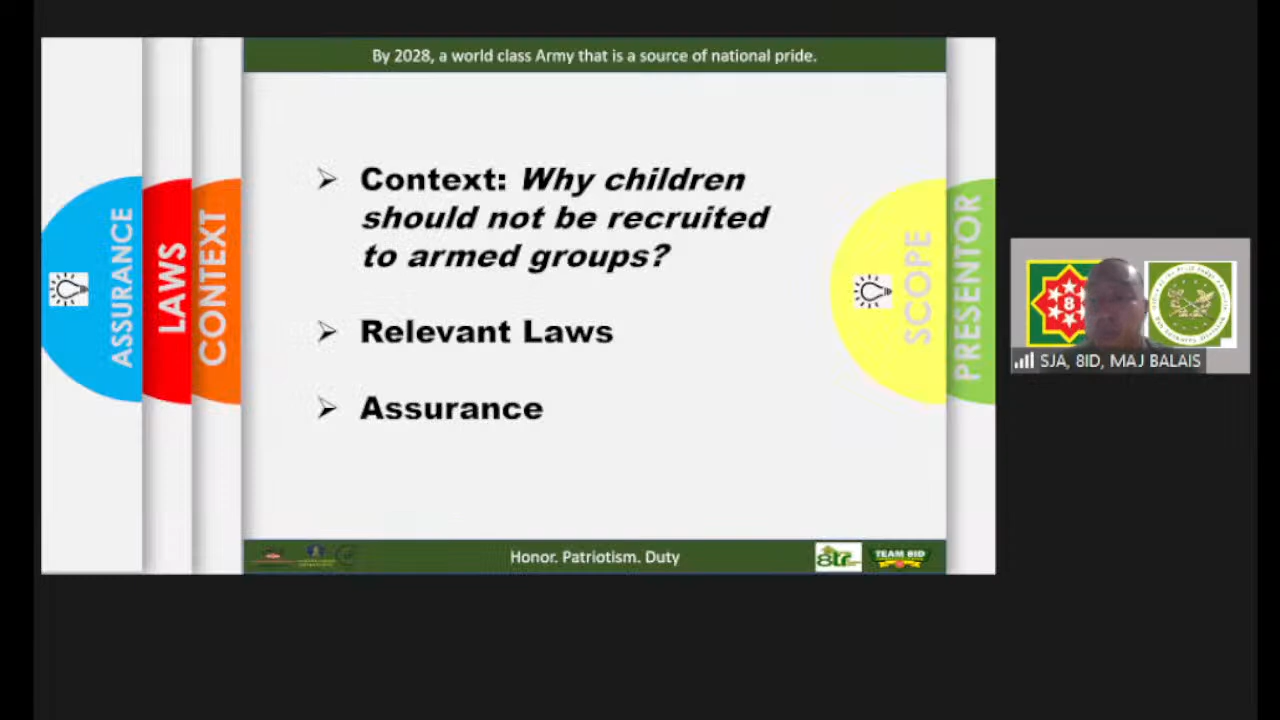 By 2028, a world class Army that is a source of national pride.
Context: Why children
should not be recruited
to armed groups?
Relevant Laws
Assurance
ASSURANCE
LAWS
CONTEXT
SCOPE
PRESENTOR
8
SJA, 8ID, MAJ BALAIS
Honor. Patriotism. Duty
TEAM 8ID